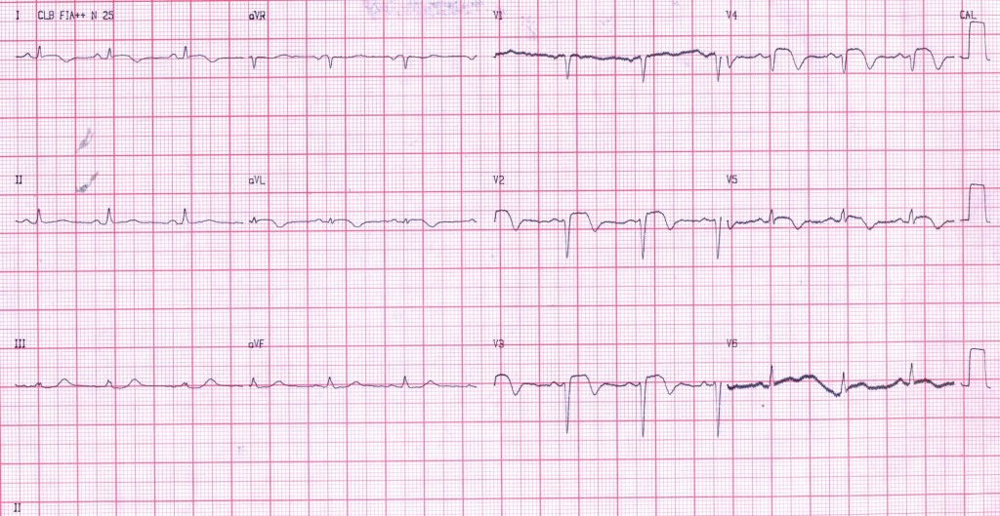 I CLB FIA++ N 25 aVR V1 V4 CAL
II aVL V2 V5
III aVF V3 V6
II